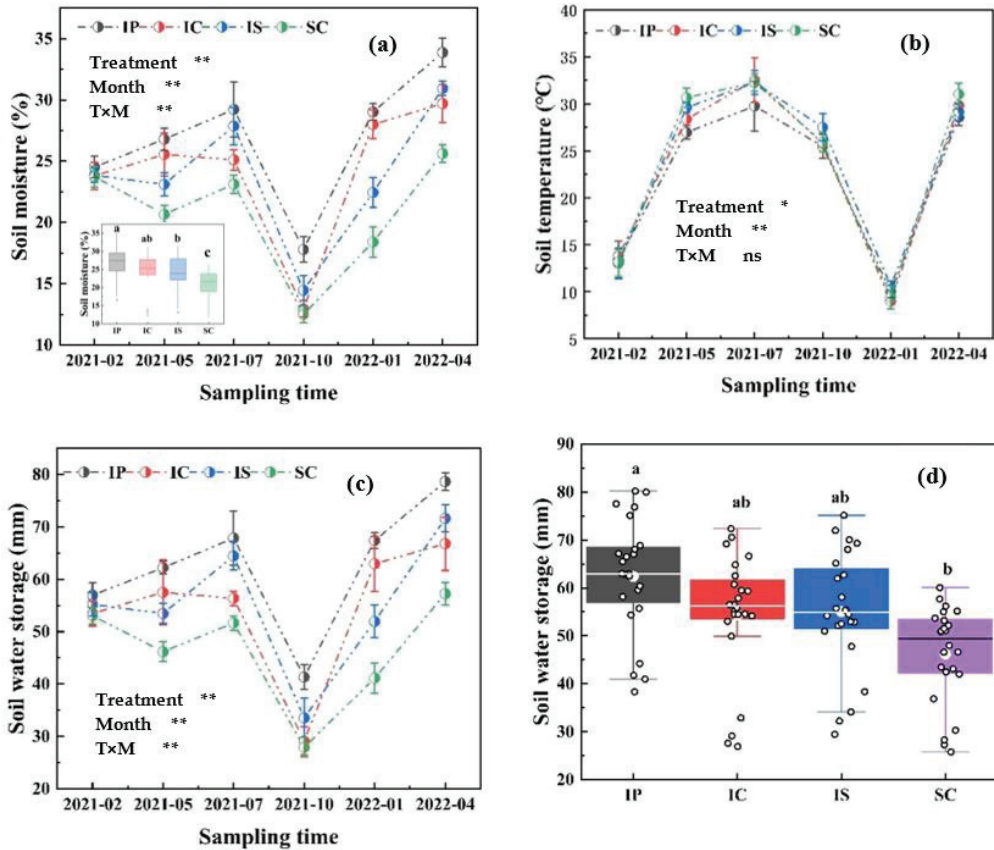 IP IC IS SC
(a)
Treatment **
Month **
T×M **
Soil moisture (%)
35
30
25
20
15
10
Soil moisture (%)
35
30
25
20
15
10
a ab b c
IP IC IS SC
2021-02 2021-05 2021-07 2021-10 2022-01 2022-04
Sampling time
IP IC IS SC
(b)
Soil temperature (°C)
40
35
30
25
20
15
10
5
Treatment *
Month **
T×M ns
2021-02 2021-05 2021-07 2021-10 2022-01 2022-04
Sampling time
IP IC IS SC
(c)
Soil water storage (mm)
80
70
60
50
40
30
20
Treatment **
Month **
T×M **
2021-02 2021-05 2021-07 2021-10 2022-01 2022-04
Sampling time
(d)
Soil water storage (mm)
90
80
70
60
50
40
30
20
a ab ab b
IP IC IS SC